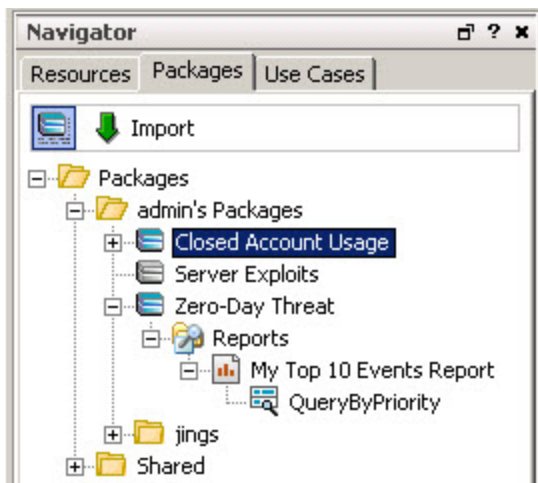 Navigator ?
Resources Packages Use Cases
Import
Packages
admin's Packages
Closed Account Usage
Server Exploits
Zero-Day Threat
Reports
My Top 10 Events Report
QueryByPriority
jings
Shared